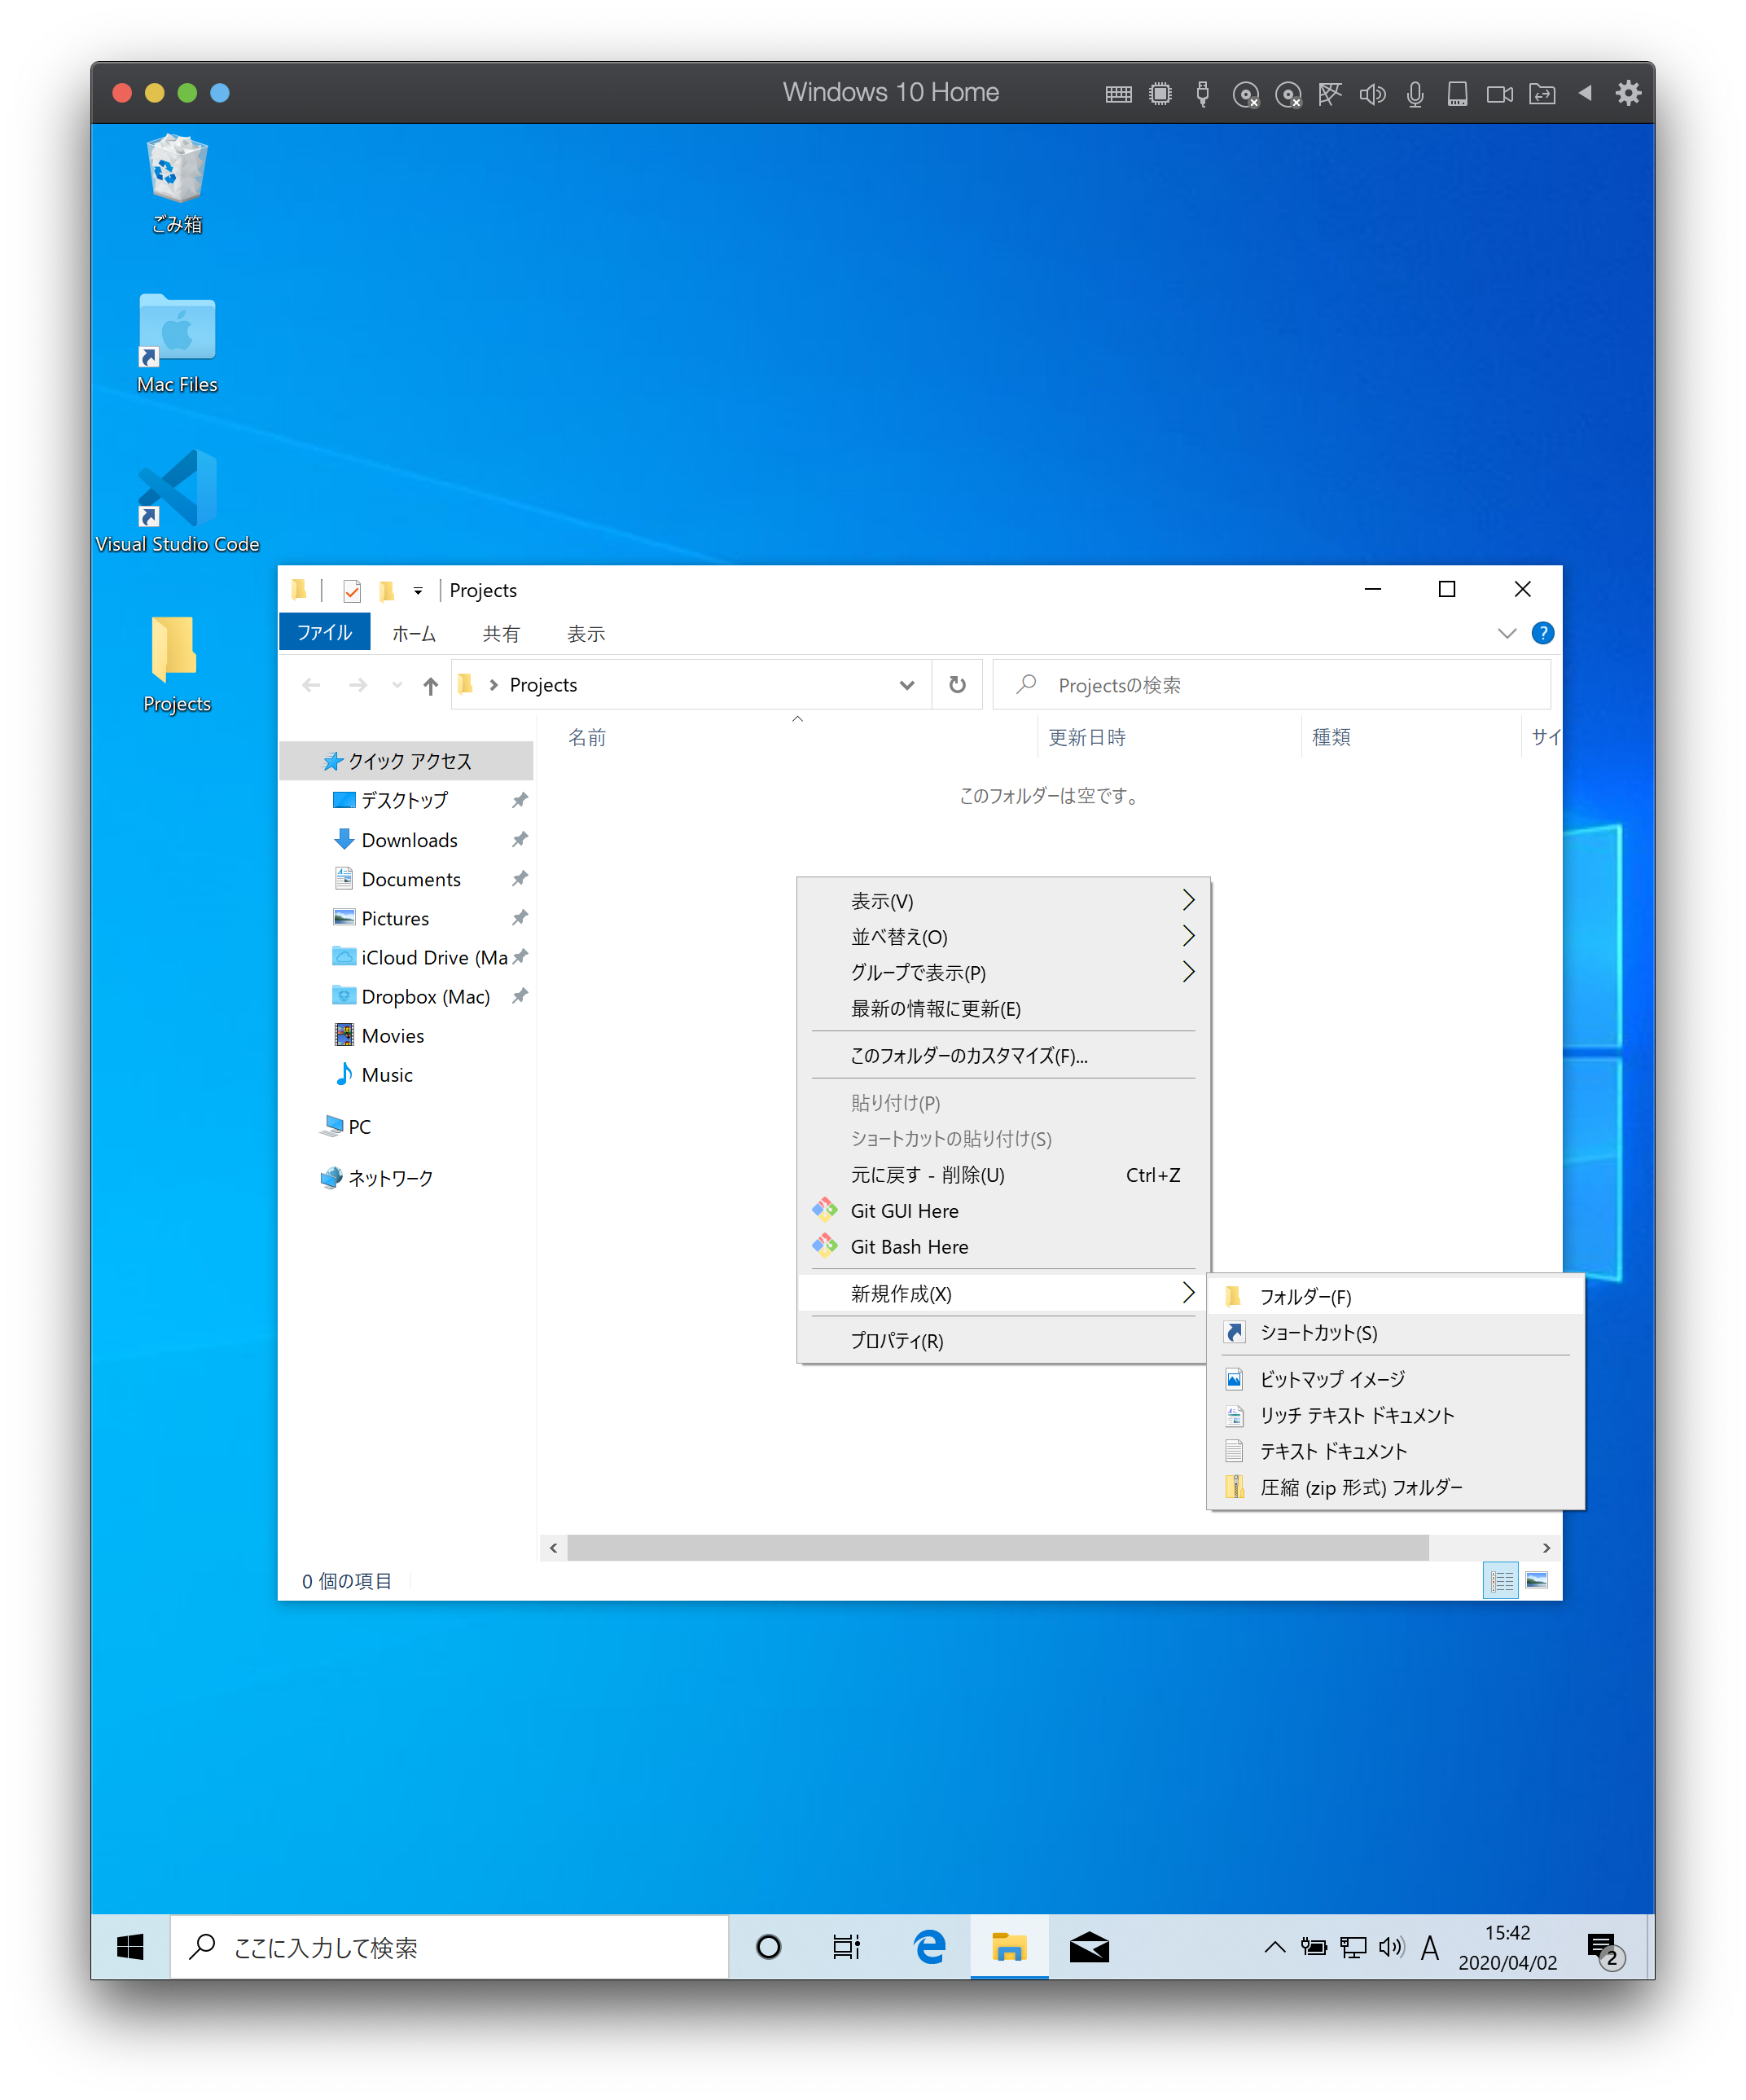 Windows 10 Home
ごみ箱
Mac Files
Visual Studio Code
Projects
Projects
ファイル
ホーム
共有
表示
?
Projects
Projectsの検索
名前
更新日時
種類
サイ
このフォルダーは空です。
クイック アクセス
デスクトップ
Downloads
Documents
Pictures
iCloud Drive (Ma
Dropbox (Mac)
Movies
Music
PC
ネットワーク
表示(V)
並べ替え(O)
グループで表示(P)
最新の情報に更新(E)
このフォルダーのカスタマイズ(F)...
貼り付け(P)
ショートカットの貼り付け(S)
元に戻す - 削除(U) Ctrl+Z
Git GUI Here
Git Bash Here
新規作成(X)
プロパティ(R)
フォルダー(F)
ショートカット(S)
ビットマップ イメージ
リッチ テキスト ドキュメント
テキスト ドキュメント
圧縮 (zip 形式) フォルダー
0 個の項目
ここに入力して検索
A
15:42
2020/04/02
2